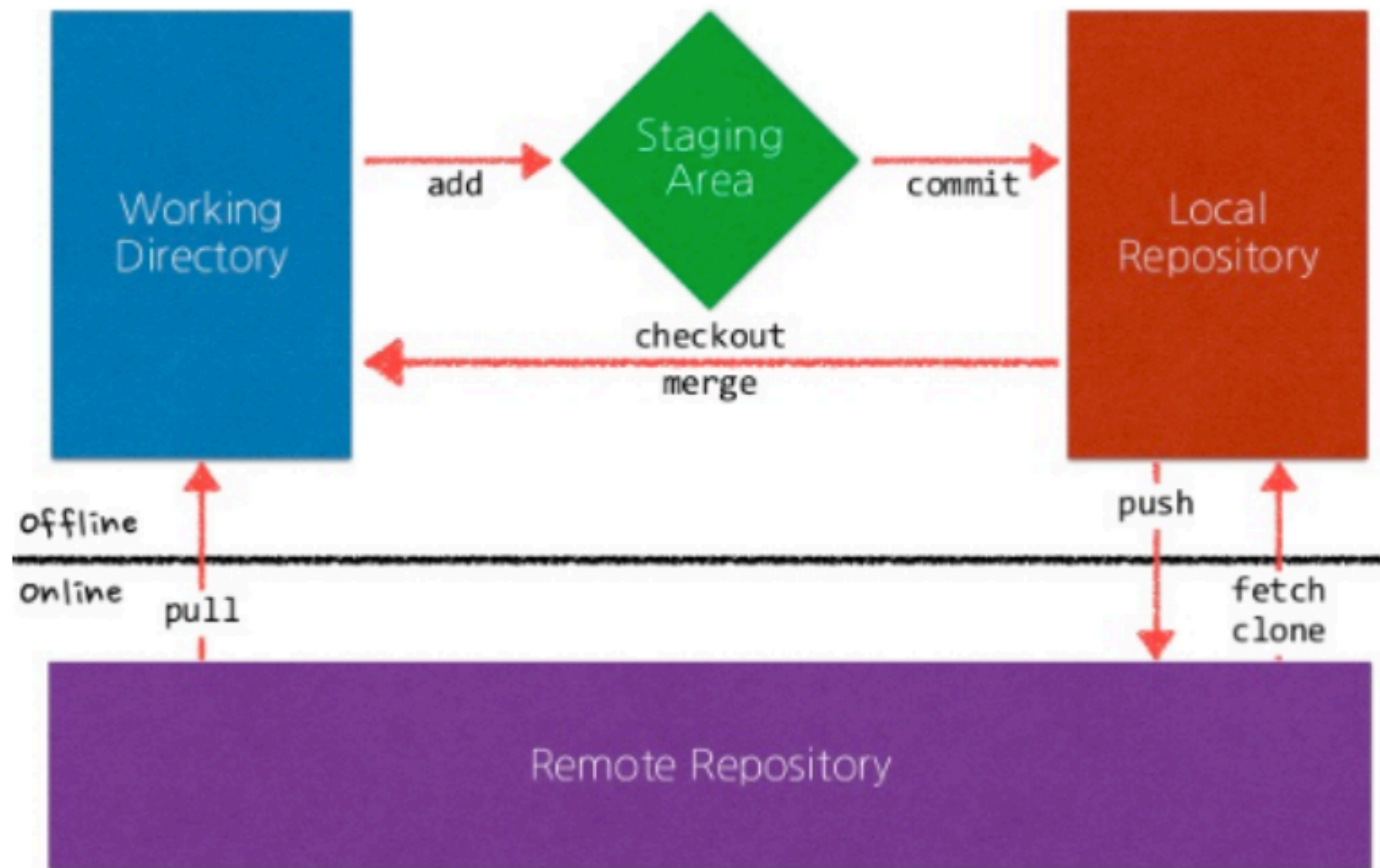 Staging
Area
add
commit
Working
Directory
Local
Repository
checkout
merge
push
offline
online
pull
fetch
clone
Remote Repository